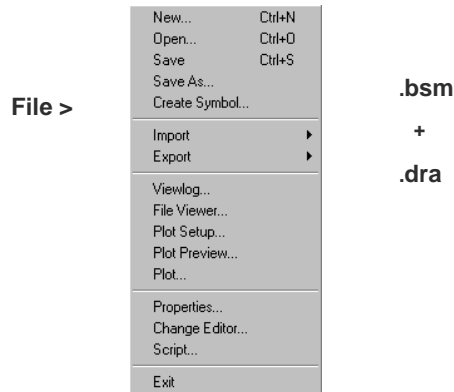 File >
New... Ctrl+N
Open... Ctrl+O
Save Ctrl+S
Save As...
Create Symbol...
Import
Export
Viewlog...
File Viewer...
Plot Setup...
Plot Preview...
Plot...
Properties...
Change Editor...
Script...
Exit
.bsm
+
.dra